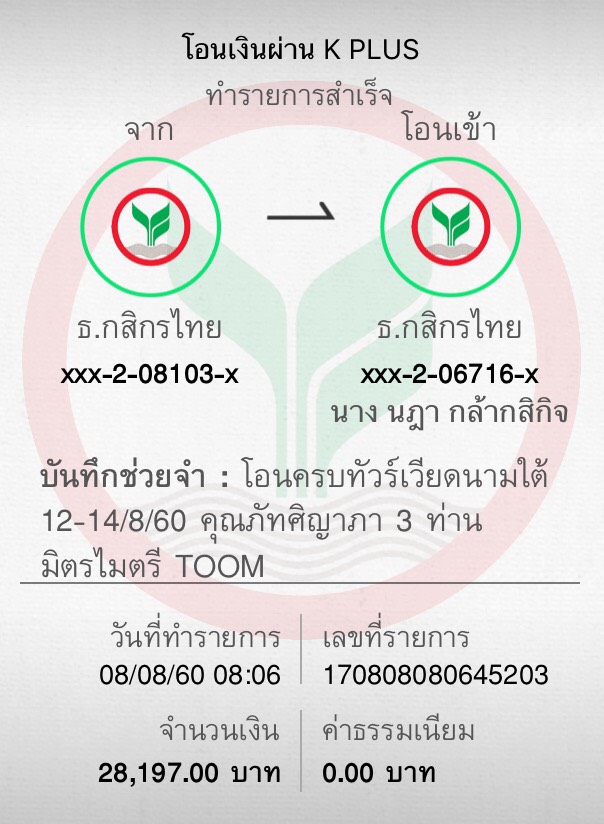 โอนเงินผ่าน K PLUS
ทำรายการสำเร็จ
จาก
โอนเข้า
ธ.กสิกรไทย
ธ.กสิกรไทย
xxx-2-08103-x
xxx-2-06716-x
นาง นฎา กล้ากสิกิจ
บันทึกช่วยจำ : โอนครบทัวร์เวียดนามใต้
12-14/8/60 คุณภัทศิญาภา 3 ท่าน
มิตรไมตรี TOOM
วันที่ทำรายการ
เลขที่รายการ
08/08/60 08:06
170808080645203
จำนวนเงิน
ค่าธรรมเนียม
28,197.00 บาท
0.00 บาท